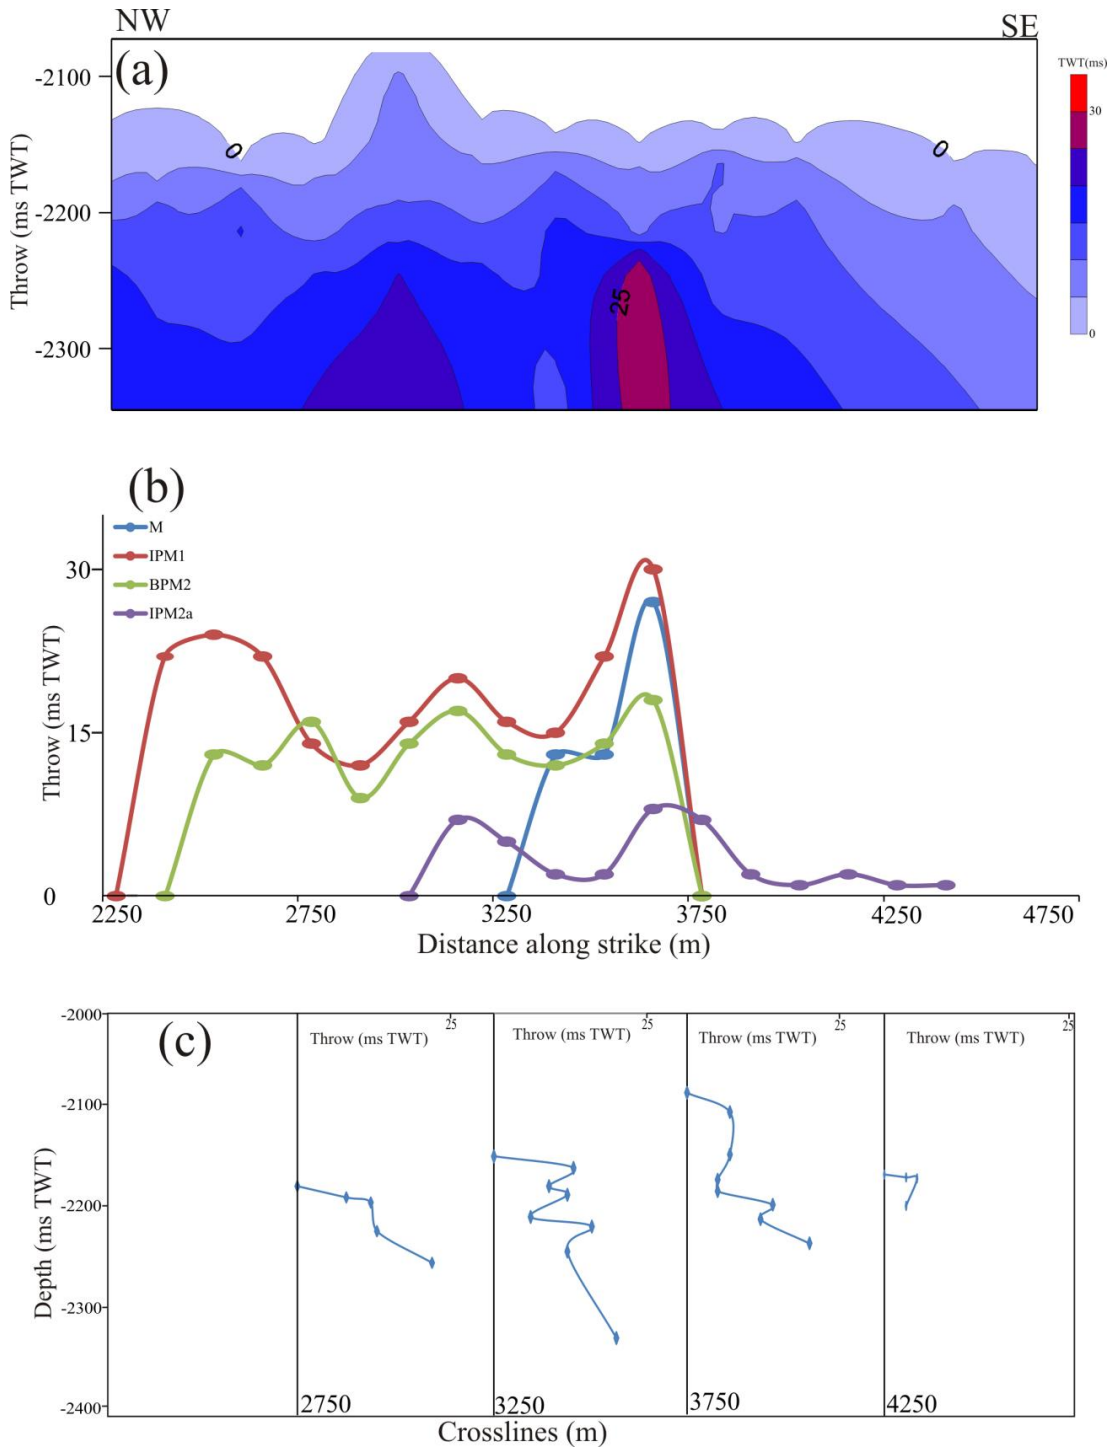 NW
SE
(a)
TWT(ms)
30
0
-2100
-2200
-2300
Throw (ms TWT)
0
0
25
(b)
M
IPM1
BPM2
IPM2a
30
15
0
Throw (ms TWT)
2250 2750 3250 3750 4250 4750
Distance along strike (m)
(c)
-2000
-2100
-2200
-2300
-2400
Depth (ms TWT)
25 25 25 25
Throw (ms TWT) Throw (ms TWT) Throw (ms TWT) Throw (ms TWT)
2750 3250 3750 4250
Crosslines (m)